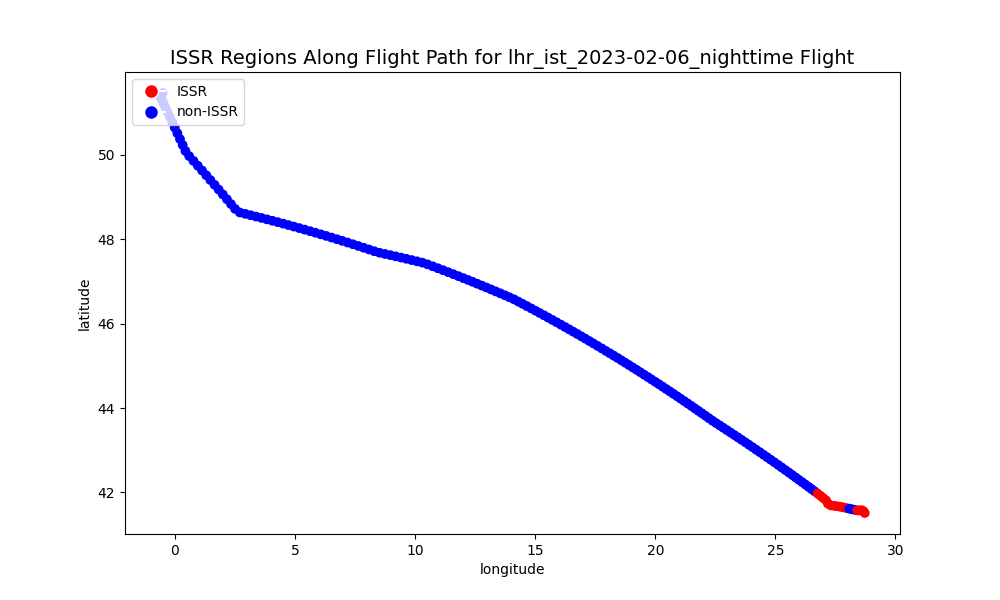 ISSR Regions Along Flight Path for lhr_ist_2023-02-06_nighttime Flight
ISSR
non-ISSR
50
48
46
44
42
latitude
0 5 10 15 20 25 30
longitude